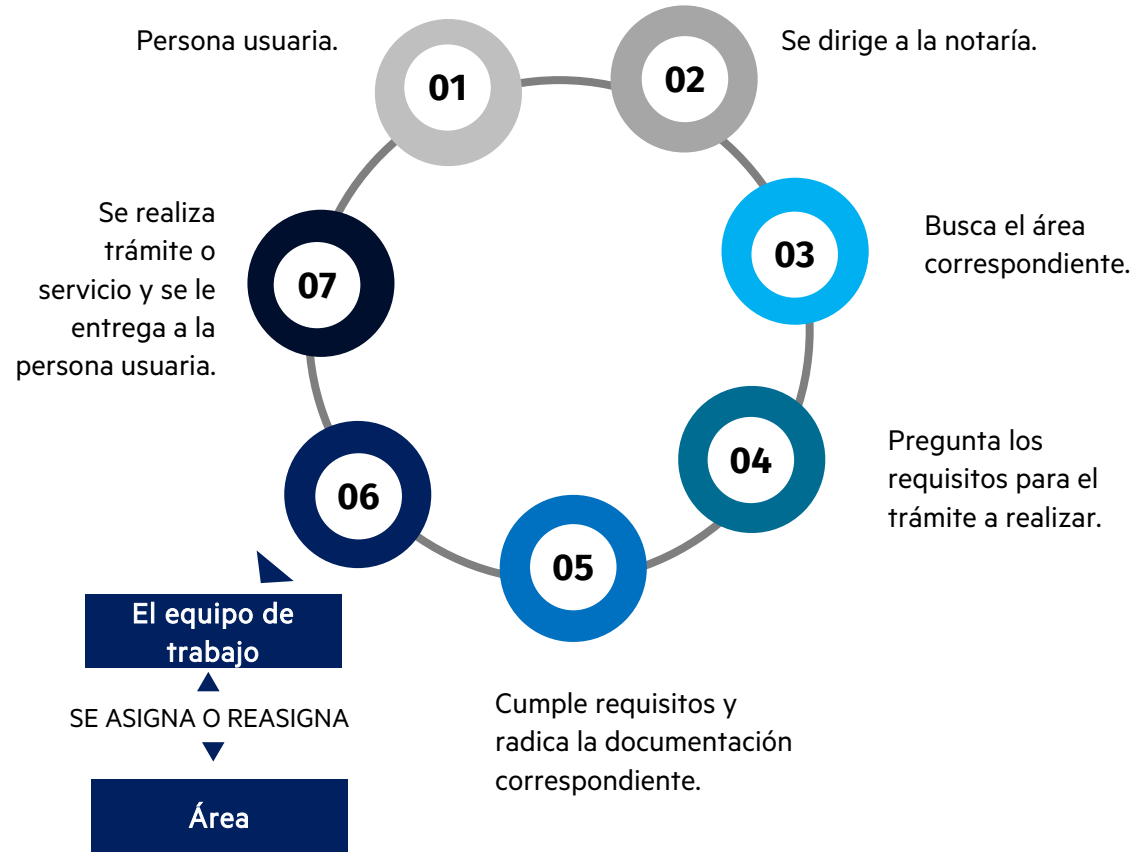 01
Persona usuaria.
02
Se dirige a la notaría.
03
Busca el área
correspondiente.
04
Pregunta los
requisitos para el
trámite a realizar.
05
Cumple requisitos y
radica la documentación
correspondiente.
06
El equipo de
trabajo
SE ASIGNA O REASIGNA
Área
07
Se realiza
trámite o
servicio y se le
entrega a la
persona usuaria.